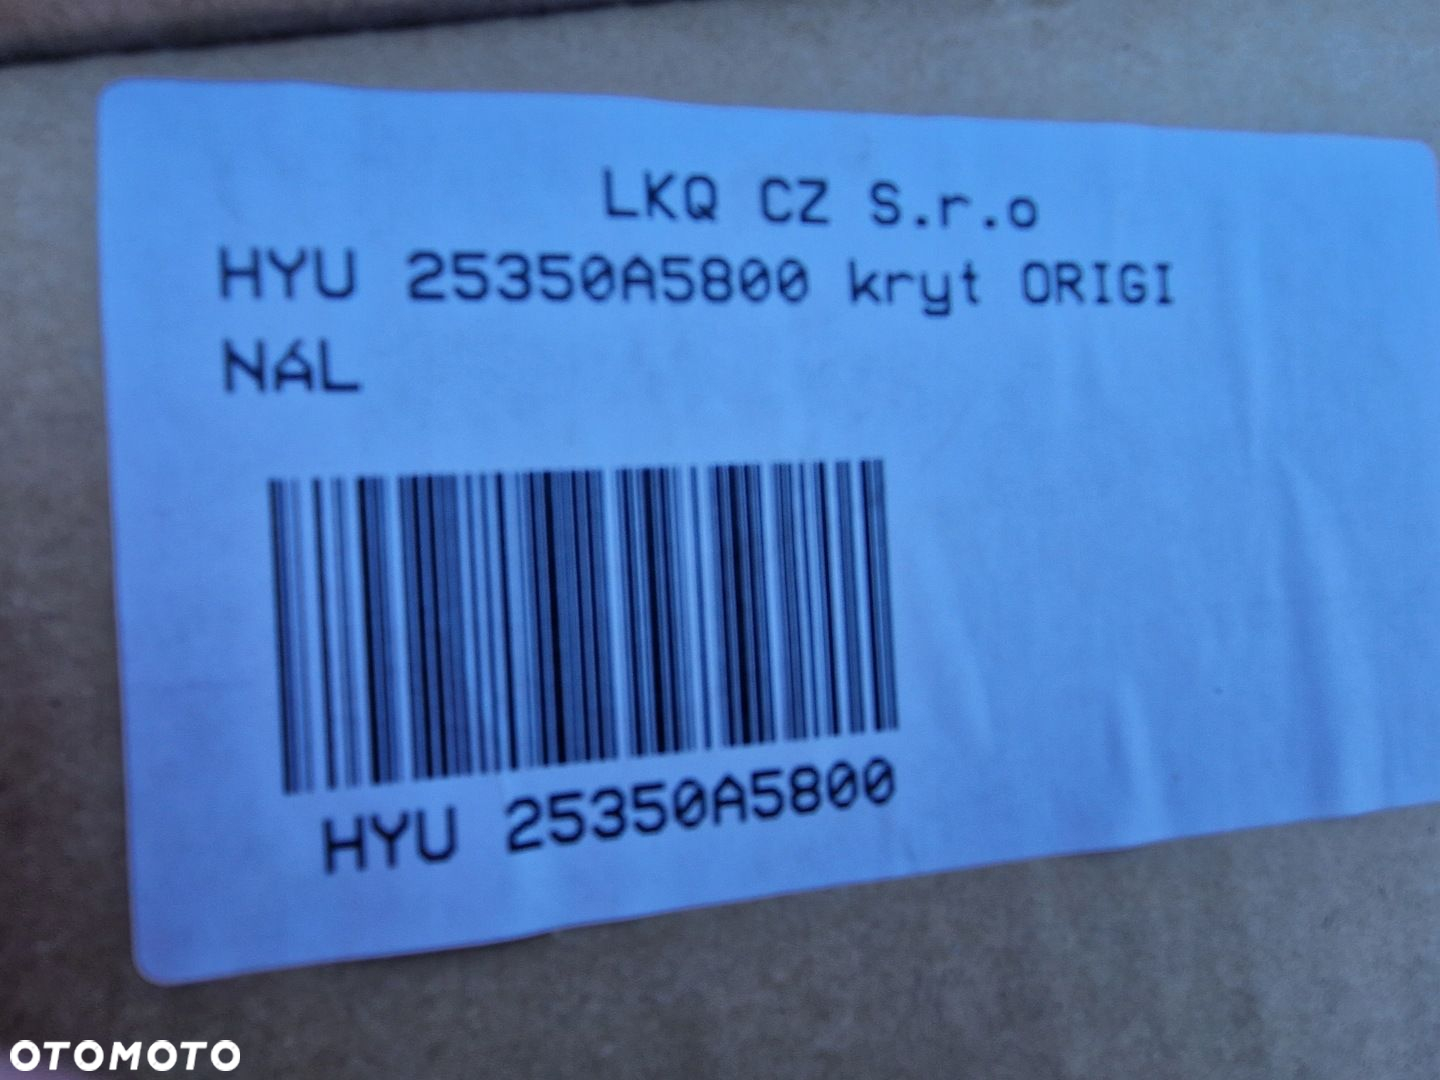 LKQ CZ S.r.o
HYU 25350A5800 kryt ORIGI
NÁL
HYU 25350A5800
OTOMOTO